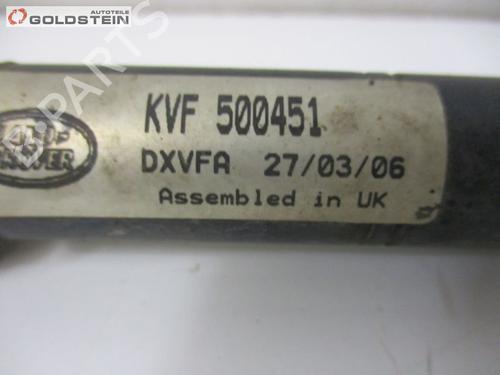 Autoteile
GOLDSTEIN
KVF 500451
DXVFA 27/03/06
Assembled in UK